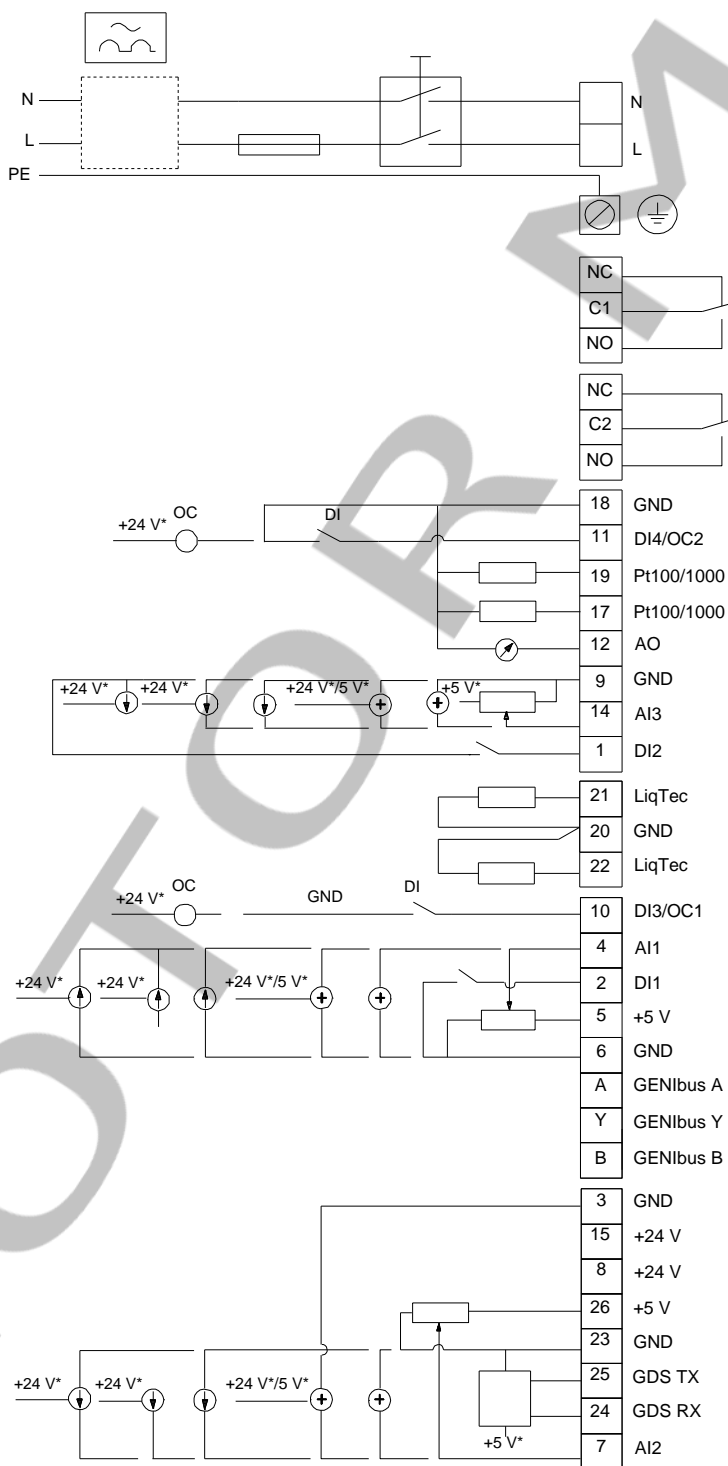 N
N
L
L
PE
NC
C1
NO
NC
C2
NO
18 GND
+24 V* OC DI
11 DI4/OC2
19 Pt100/1000
17 Pt100/1000
12 AO
9 GND
+24 V* +24 V* +24 V*/5 V* +5 V*
14 AI3
1 DI2
21 LiqTec
20 GND
22 LiqTec
+24 V* OC GND DI
10 DI3/OC1
4 AI1
+24 V* +24 V* +24 V*/5 V*
2 DI1
5 +5 V
6 GND
A GENIbus A
Y GENIbus Y
B GENIbus B
3 GND
15 +24 V
8 +24 V
26 +5 V
23 GND
25 GDS TX
+24 V* +24 V* +24 V*/5 V*
24 GDS RX
+5 V*
7 AI2